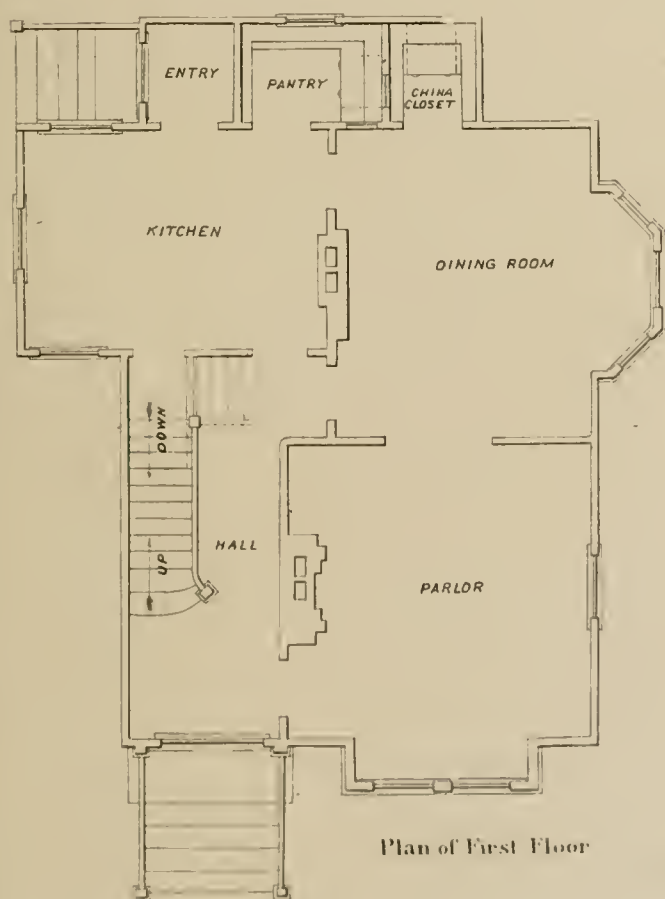 ENTRY
PANTRY
CHINA
CLOSET
KITCHEN
DINING ROOM
DOWN
UP
HALL
PARLOR
Plan of First Floor